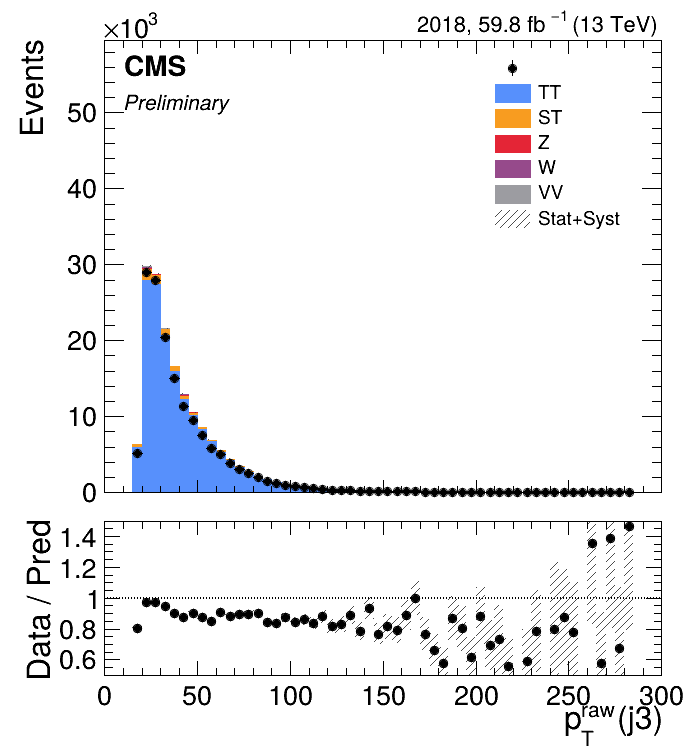 ×10³
2018, 59.8 fb⁻¹ (13 TeV)
CMS
Preliminary
TT
ST
Z
W
VV
Stat+Syst
Events
50
40
30
20
10
0
Data / Pred
1.4
1.2
1
0.8
0.6
0 50 100 150 200 250 300
p_T^raw (j3)